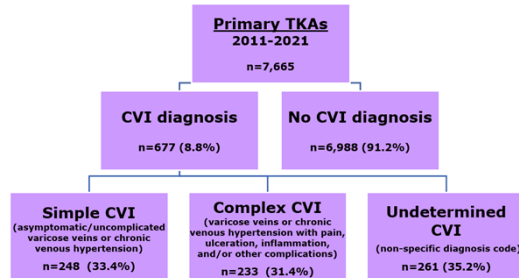 Primary TKAs
2011-2021
n=7,665
CVI diagnosis
n=677 (8.8%)
No CVI diagnosis
n=6,988 (91.2%)
Simple CVI
(asymptomatic/uncomplicated
varicose veins or chronic
venous hypertension)
n=248 (33.4%)
Complex CVI
(varicose veins or chronic
venous hypertension with pain,
ulceration, inflammation,
and/or other complications)
n=233 (31.4%)
Undetermined
CVI
(non-specific diagnosis code)
n=261 (35.2%)